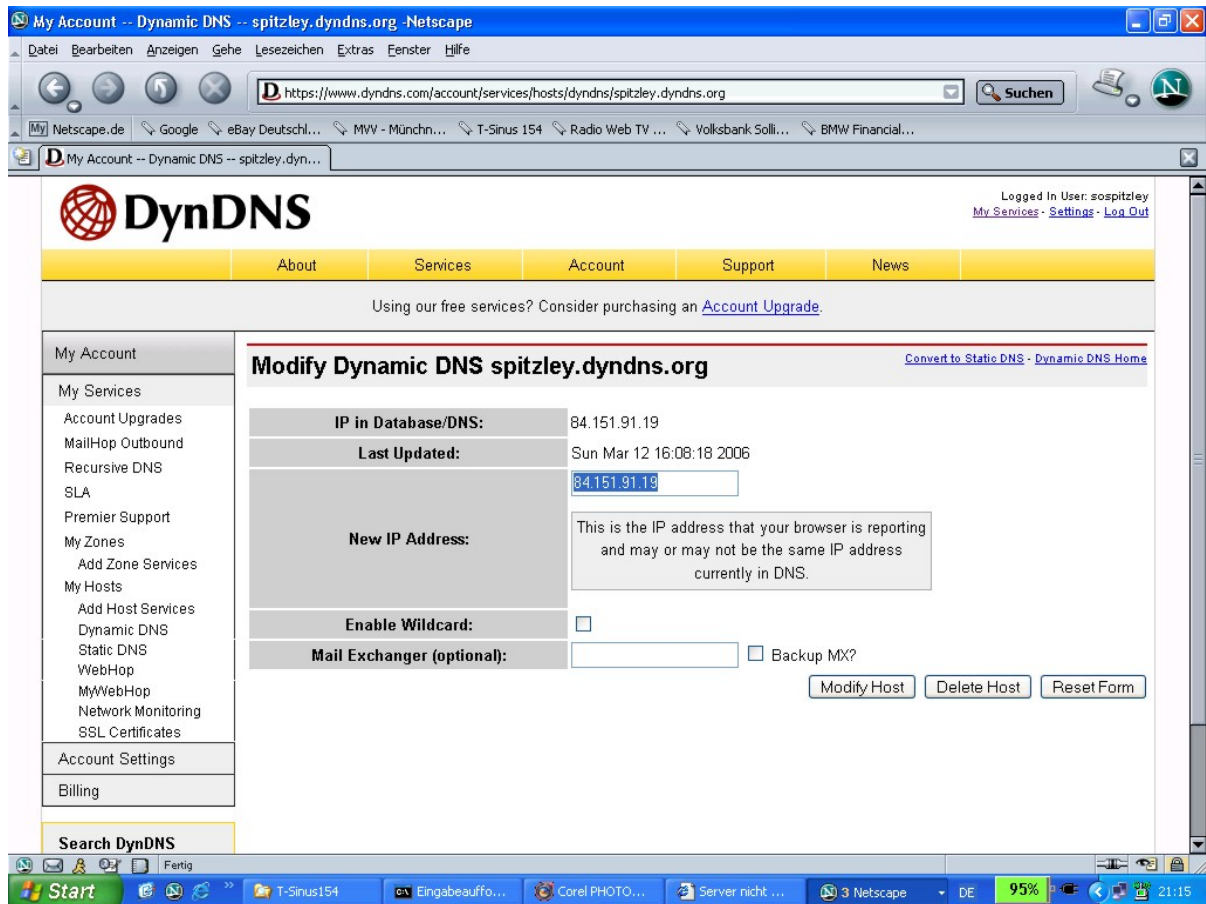 My Account -- Dynamic DNS -- spitzley.dyndns.org -Netscape
Datei Bearbeiten Anzeigen Gehe Lesezeichen Extras Fenster Hilfe
https://www.dyndns.com/account/services/hosts/dyndns/spitzley.dyndns.org
Suchen
N
My Netscape.de Google eBay Deutschl... MVV - Münchn... T-Sinus 154 Radio Web TV ... Volksbank Solli... BMW Financial...
D My Account -- Dynamic DNS -- spitzley.dyn...
DynDNS
Logged In User: sospitzley
My Services - Settings - Log Out
About Services Account Support News
Using our free services? Consider purchasing an Account Upgrade.
My Account
My Services
Account Upgrades
MailHop Outbound
Recursive DNS
SLA
Premier Support
My Zones
Add Zone Services
My Hosts
Add Host Services
Dynamic DNS
Static DNS
WebHop
MyWebHop
Network Monitoring
SSL Certificates
Account Settings
Billing
Search DynDNS
Modify Dynamic DNS spitzley.dyndns.org
Convert to Static DNS - Dynamic DNS Home
IP in Database/DNS: 84.151.91.19
Last Updated: Sun Mar 12 16:08:18 2006
New IP Address: 84.151.91.19
This is the IP address that your browser is reporting
and may or may not be the same IP address
currently in DNS.
Enable Wildcard:
Mail Exchanger (optional): Backup MX?
Modify Host Delete Host Reset Form
Fertig
Start T-Sinus154 Eingabeauffo... Corel PHOTO... Server nicht ... 3 Netscape DE 95% 21:15